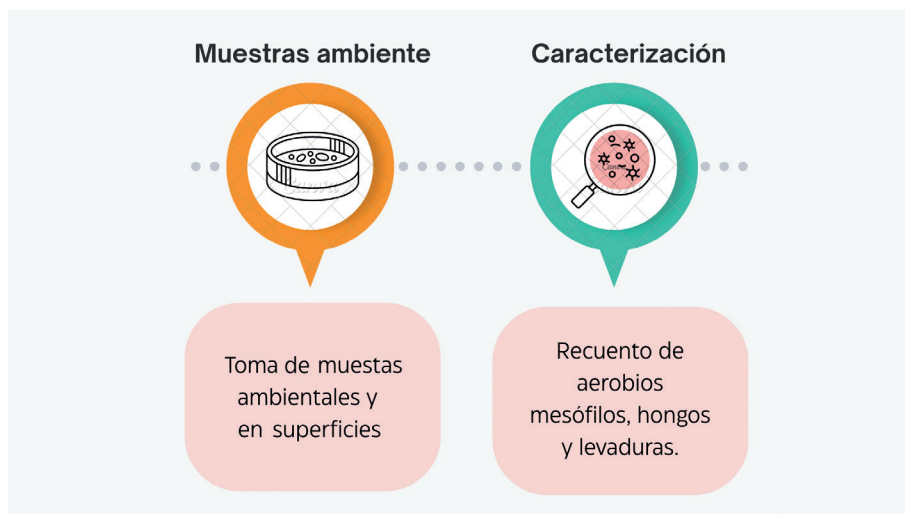 Muestras ambiente
Caracterización
Toma de muestas
ambientales y
en superficies
Recuento de
aerobios
mesófilos, hongos
y levaduras.